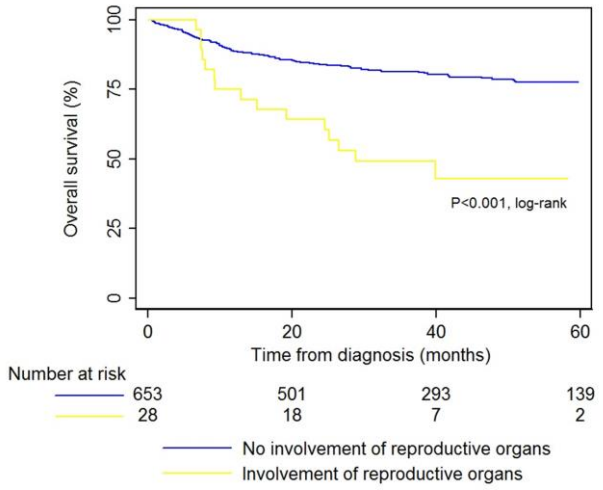 100
75
50
25
0
Overall survival (%)
P<0.001, log-rank
0 20 40 60
Time from diagnosis (months)
Number at risk
653 501 293 139
28 18 7 2
No involvement of reproductive organs
Involvement of reproductive organs